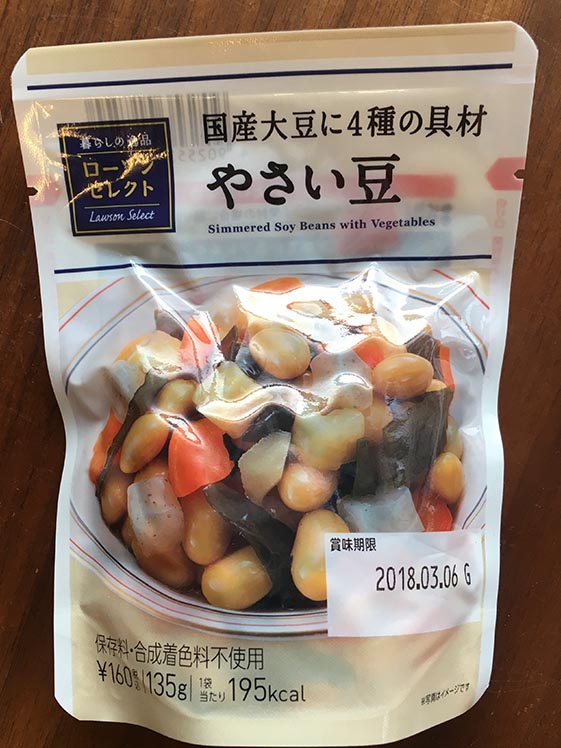 国産大豆に4種の具材
暮らしの逸品
ローソン
セレクト
Lawson Select
やさい豆
Simmered Soy Beans with Vegetables
賞味期限
2018.03.06 G
保存料・合成着色料不使用
¥160 135g 1袋当たり 195kcal
※写真はイメージです